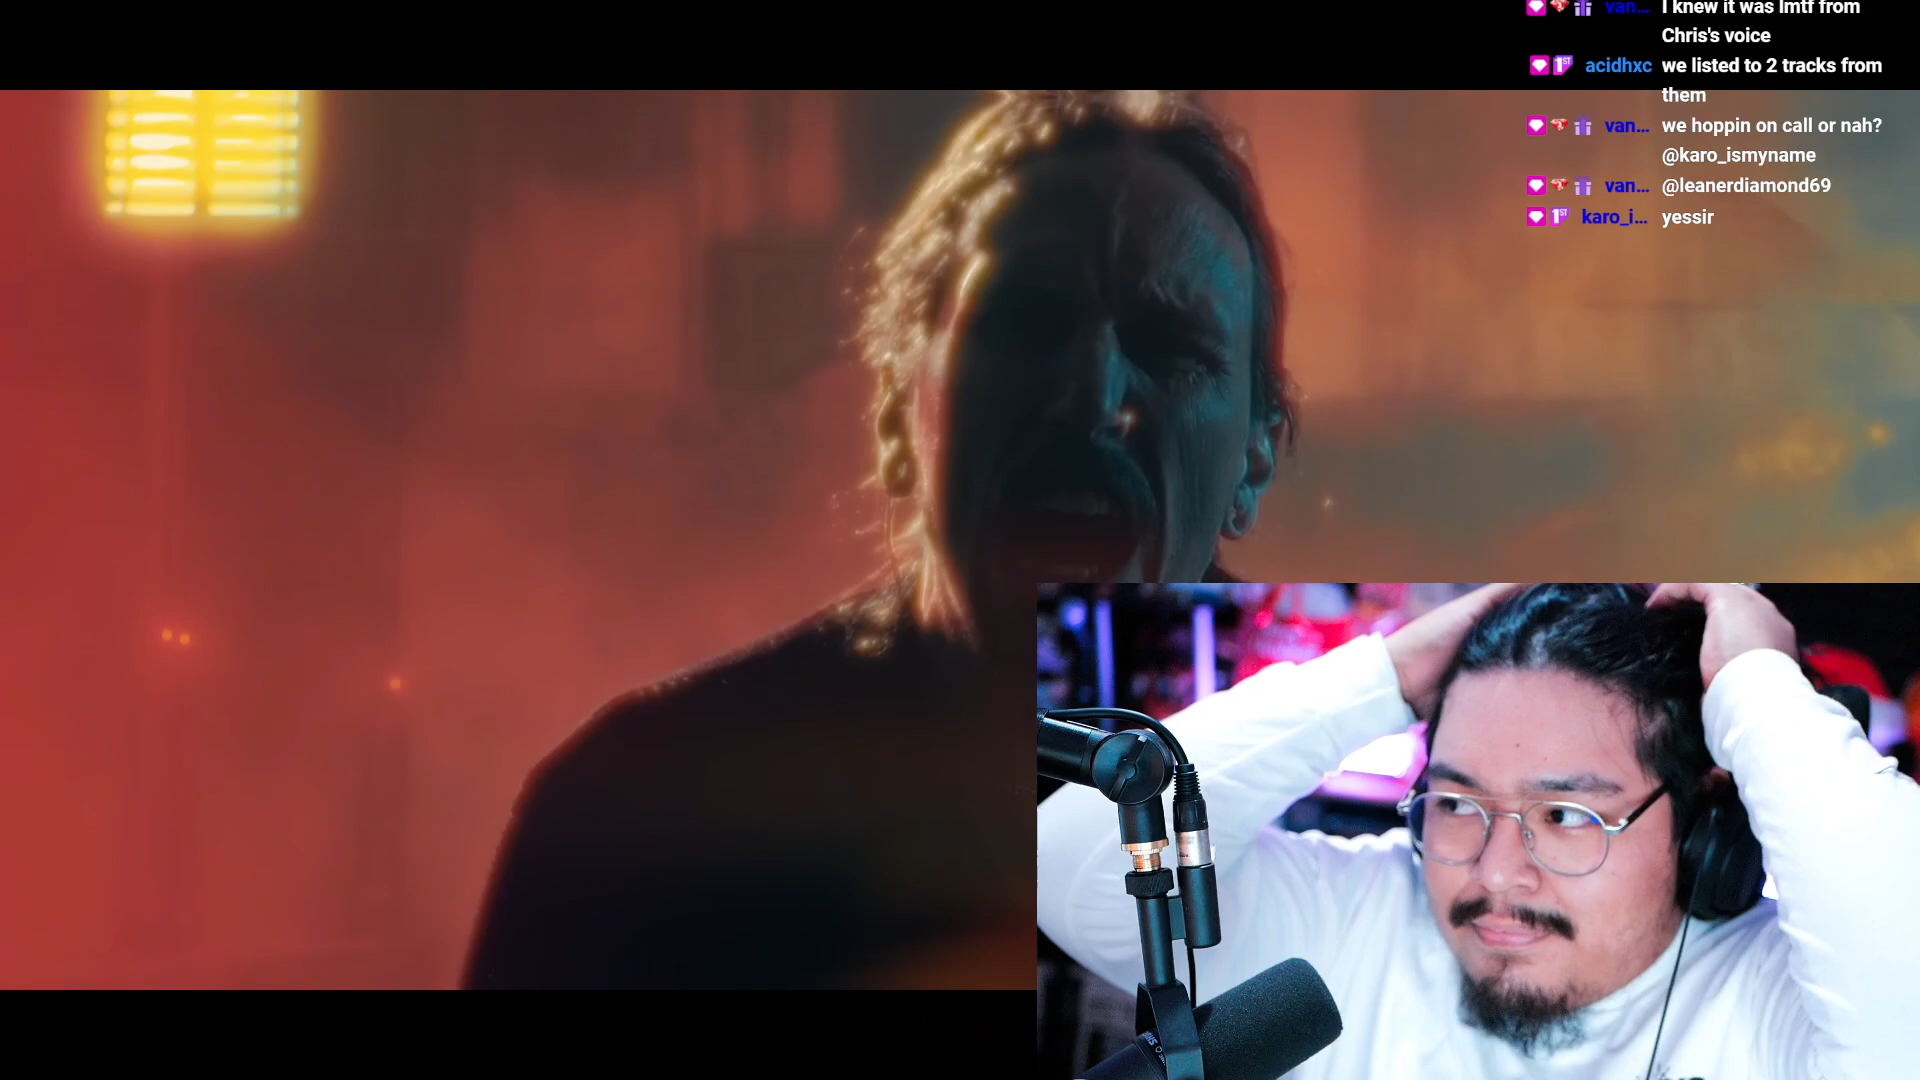 van... I knew it was lmtf from
Chris's voice
acidhxc we listed to 2 tracks from
them
van... we hoppin on call or nah?
@karo_ismyname
van... @leanerdiamond69
karo_i... yessir